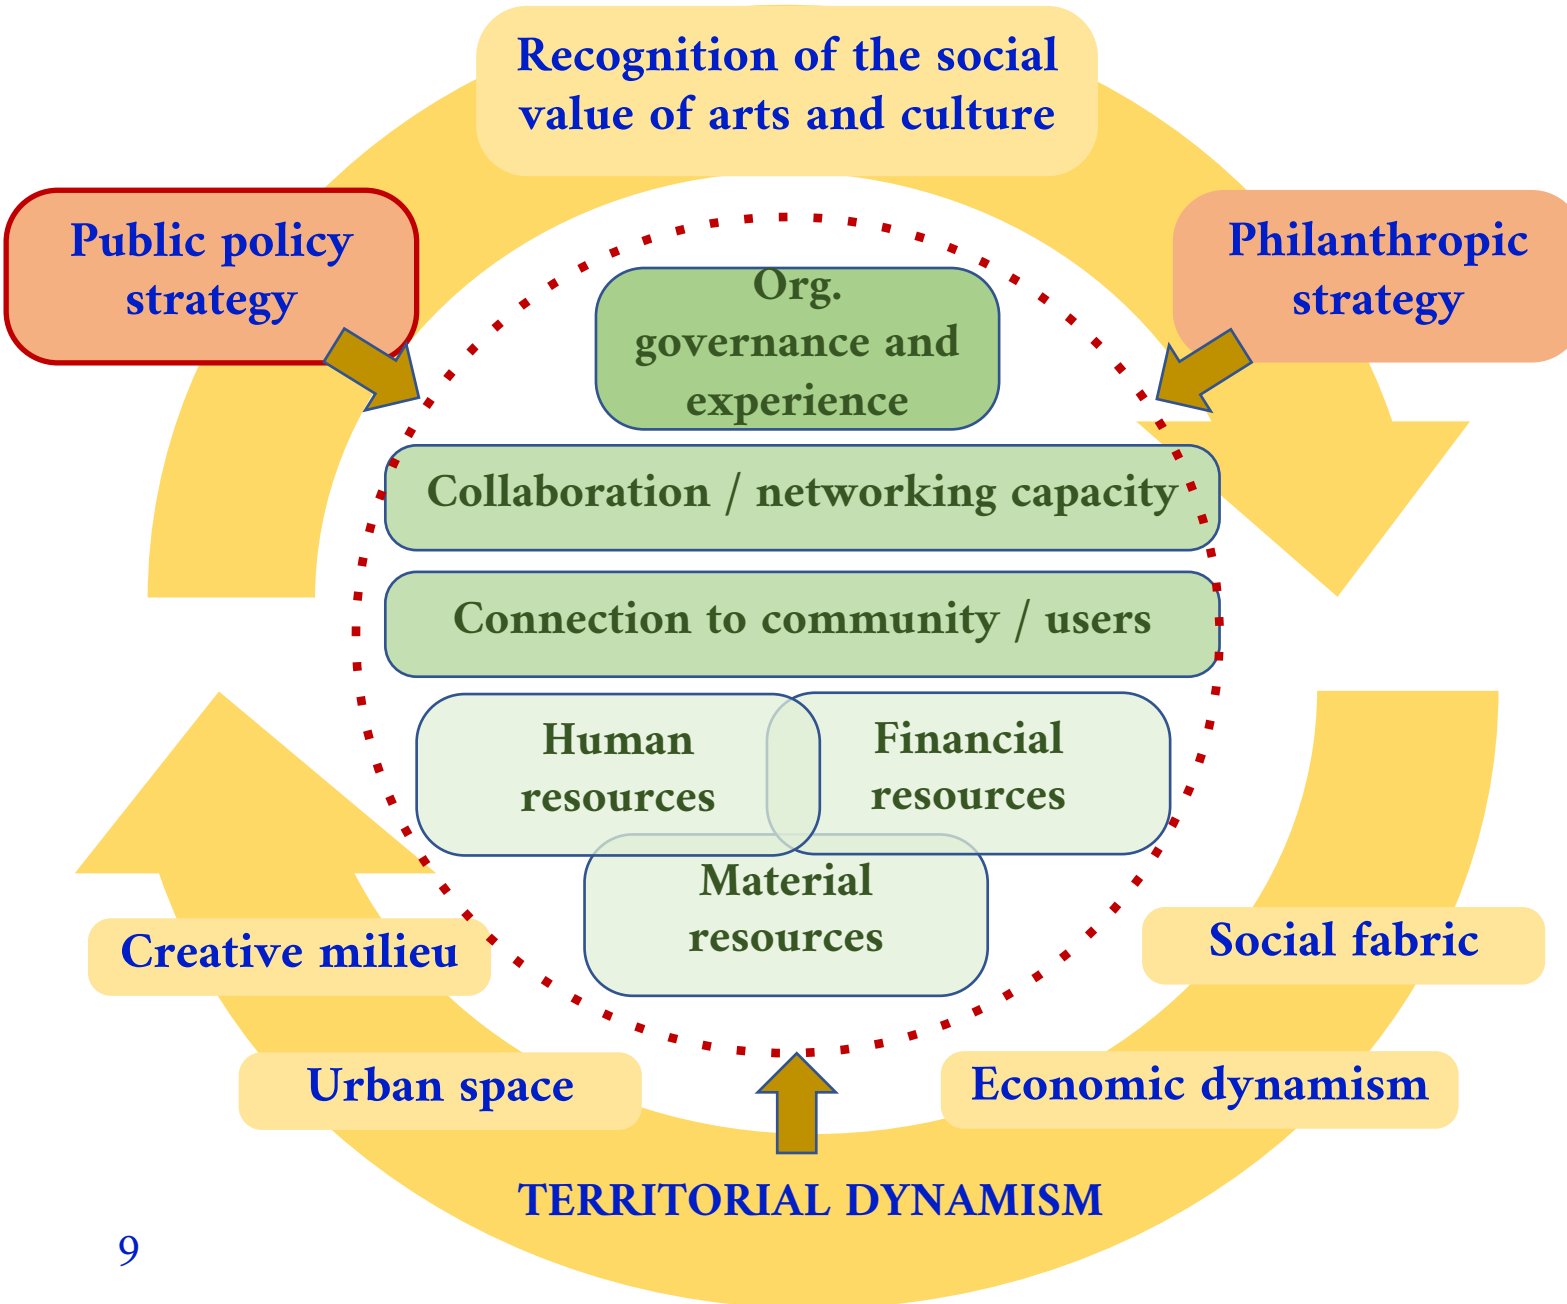 Recognition of the social
value of arts and culture
Public policy
strategy
Philanthropic
strategy
Org.
governance and
experience
Collaboration / networking capacity
Connection to community / users
Human
resources
Financial
resources
Material
resources
Creative milieu
Social fabric
Urban space
Economic dynamism
TERRITORIAL DYNAMISM
9